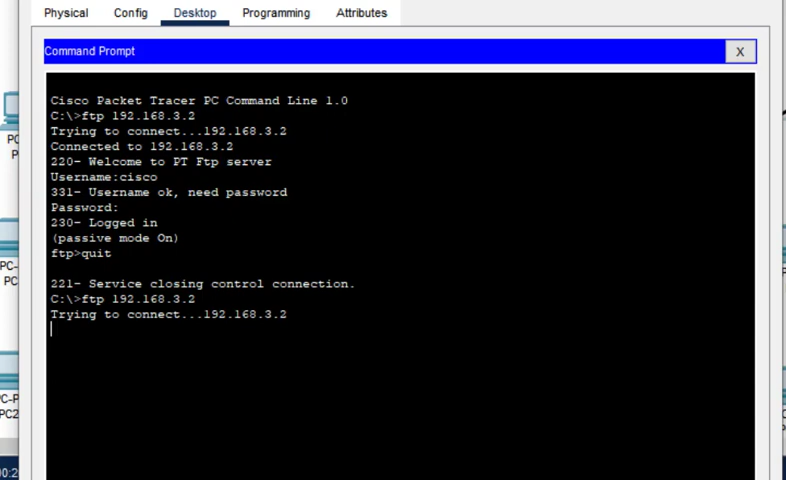 Physical Config Desktop Programming Attributes
Command Prompt
X
Cisco Packet Tracer PC Command Line 1.0
C:\>ftp 192.168.3.2
Trying to connect...192.168.3.2
Connected to 192.168.3.2
220- Welcome to PT Ftp server
Username:cisco
331- Username ok, need password
Password:
230- Logged in
(passive mode On)
ftp>quit
221- Service closing control connection.
C:\>ftp 192.168.3.2
Trying to connect...192.168.3.2
PC-
PC
PC2